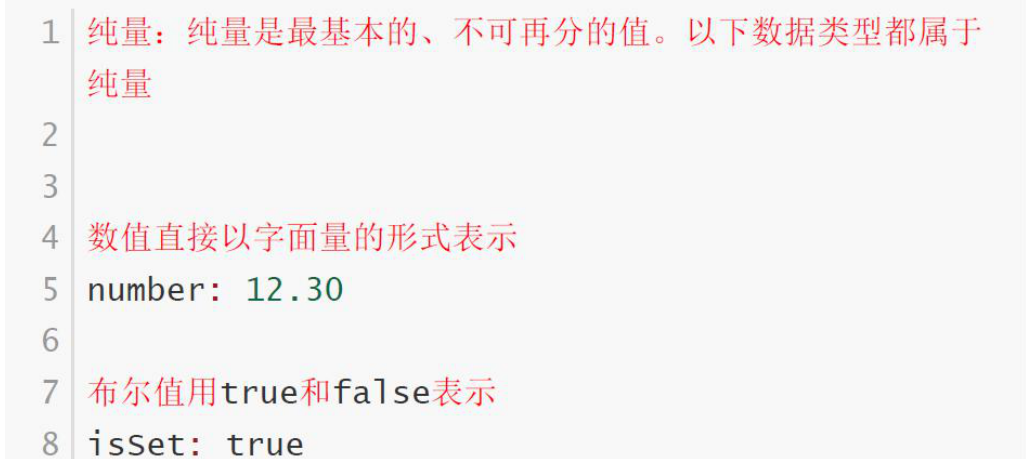 1 纯量：纯量是最基本的、不可再分的值。以下数据类型都属于
纯量
2
3
4 数值直接以字面量的形式表示
5 number: 12.30
6
7 布尔值用true和false表示
8 isSet: true